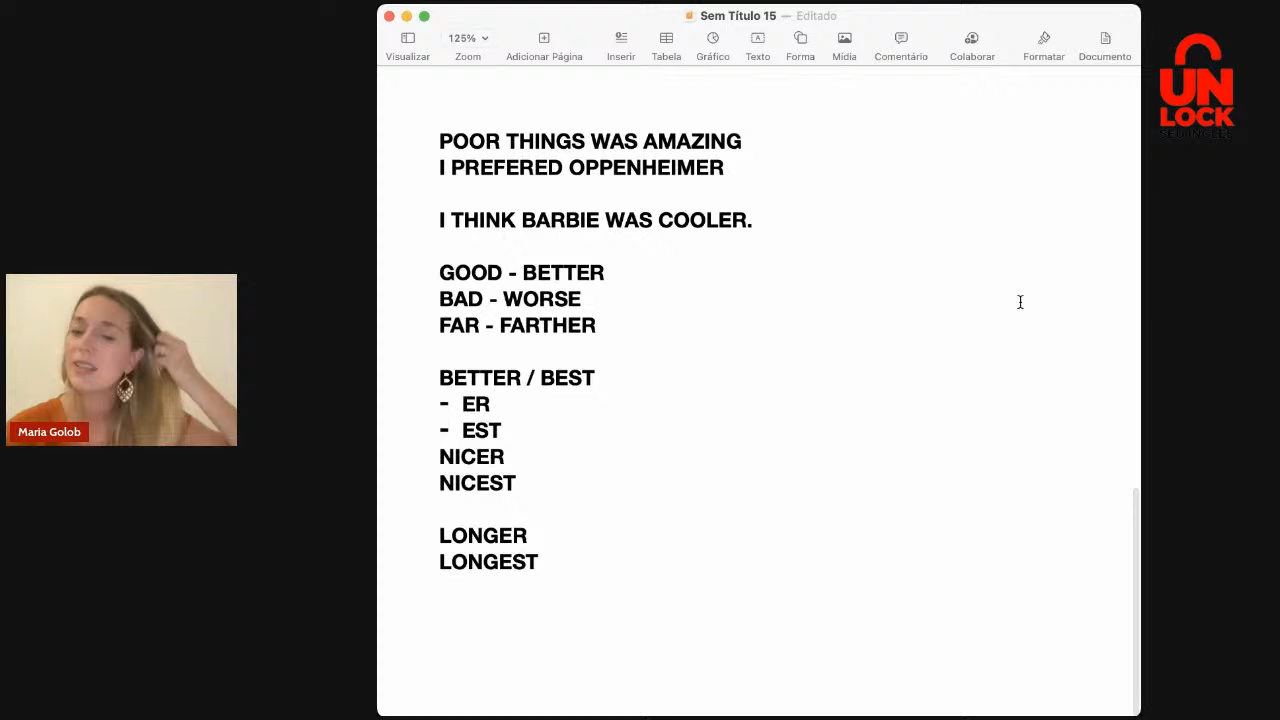 Sem Título 15 — Editado
125%
Visualizar Zoom Adicionar Página Inserir Tabela Gráfico Texto Forma Mídia Comentário Colaborar Formatar Documento
UN
LOCK
SEU INGLÊS
POOR THINGS WAS AMAZING
I PREFERED OPPENHEIMER
I THINK BARBIE WAS COOLER.
GOOD - BETTER
BAD - WORSE
FAR - FARTHER
BETTER / BEST
- ER
- EST
NICER
NICEST
LONGER
LONGEST
Maria Golob